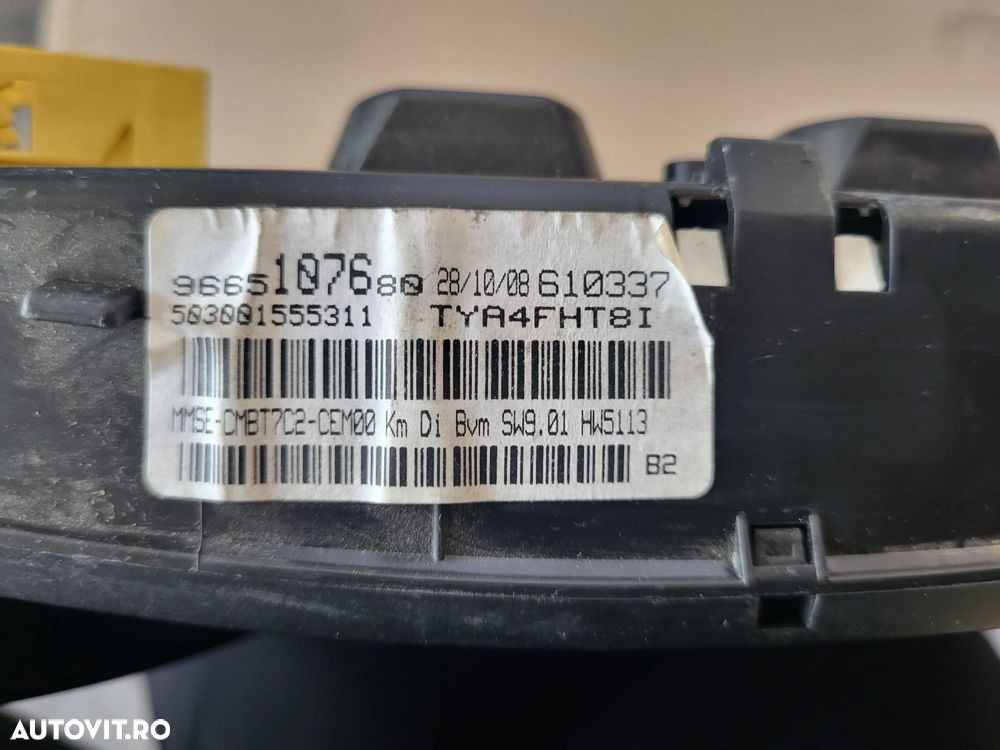 9665107680 28/10/08 610337
503001555311 TYA4FHT8I
MMSE-CMBT7C2-CEM00 Km Di Bvm SW9.01 HW5113
B2
AUTOVIT.RO